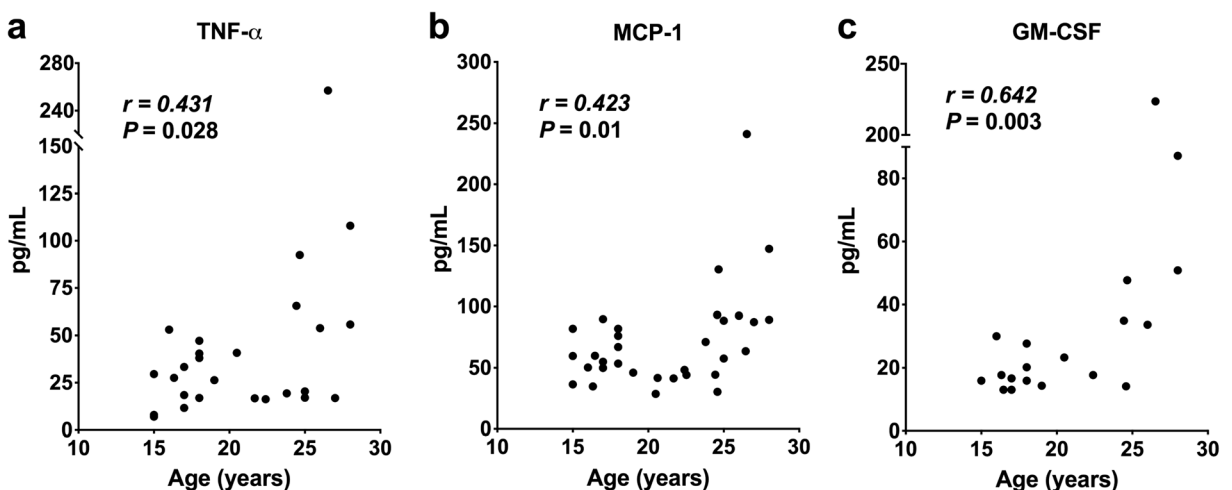 a
TNF-α
280
240
150
125
100
75
50
25
0
pg/mL
r = 0.431
P = 0.028
10 15 20 25 30
Age (years)
b
MCP-1
300
250
200
150
100
50
0
pg/mL
r = 0.423
P = 0.01
10 15 20 25 30
Age (years)
c
GM-CSF
250
200
80
60
40
20
0
pg/mL
r = 0.642
P = 0.003
10 15 20 25 30
Age (years)